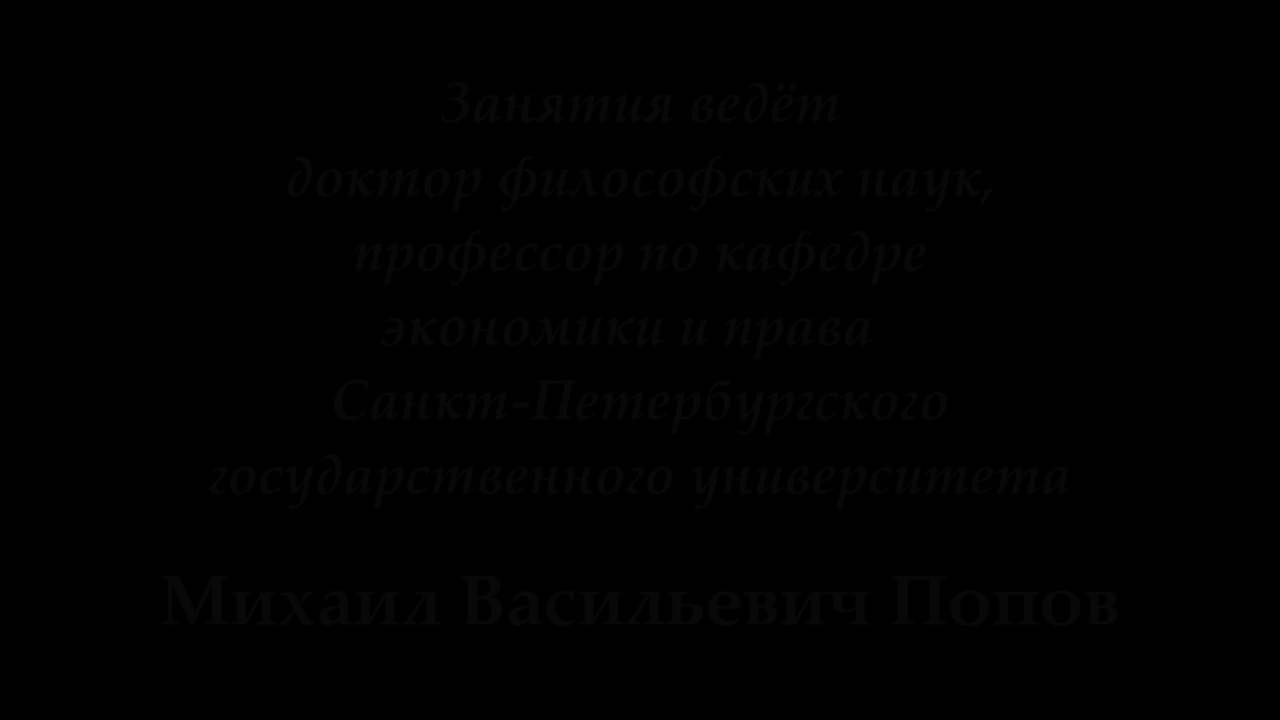 Занятия ведёт
доктор философских наук,
профессор по кафедре
экономики и права
Санкт-Петербургского
государственного университета
Михаил Васильевич Попов